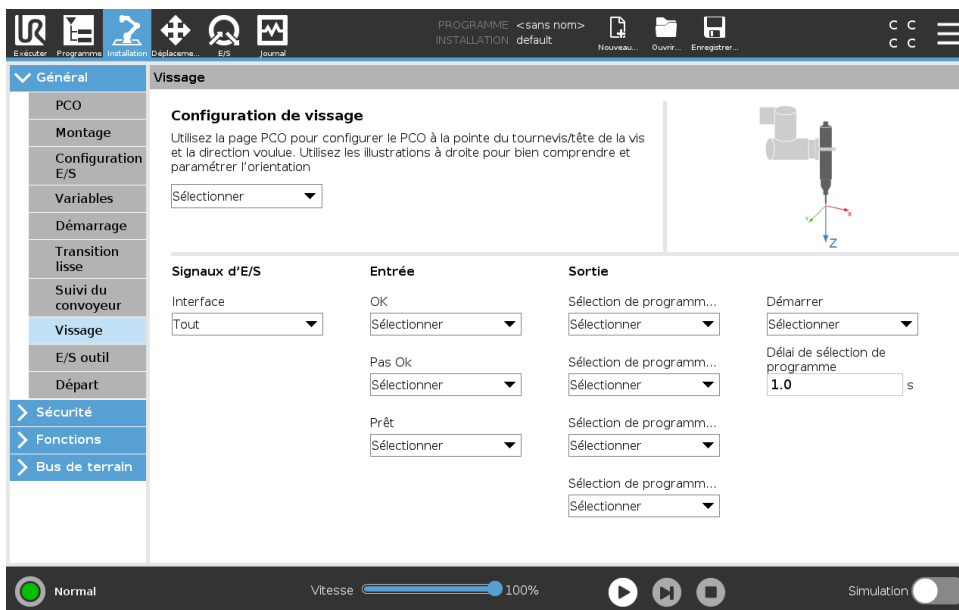 PROGRAMME <sans nom>
INSTALLATION default
Exécuter
Programme
Installation
Déplaceme...
E/S
Journal
Nouveau...
Ouvrir...
Enregistrer...
C C
C C
Général
PCO
Montage
Configuration
E/S
Variables
Démarrage
Transition
lisse
Suivi du
convoyeur
Vissage
E/S outil
Départ
Sécurité
Fonctions
Bus de terrain
Vissage
Configuration de vissage
Utilisez la page PCO pour configurer le PCO à la pointe du tournevis/tête de la vis
et la direction voulue. Utilisez les illustrations à droite pour bien comprendre et
paramétrer l'orientation
Sélectionner
Y
X
Z
Signaux d'E/S
Interface
Tout
Entrée
OK
Sélectionner
Pas Ok
Sélectionner
Prêt
Sélectionner
Sortie
Sélection de programm...
Sélectionner
Sélection de programm...
Sélectionner
Sélection de programm...
Sélectionner
Sélection de programm...
Sélectionner
Démarrer
Sélectionner
Délai de sélection de
programme
1.0 s
Normal
Vitesse 100%
Simulation